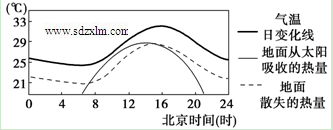 (℃)
33
29
25
21
0 4 8 12 16 20 24
北京时间(时)
www.sdzxlm.com
气温
日变化线
地面从太阳
吸收的热量
地面
散失的热量